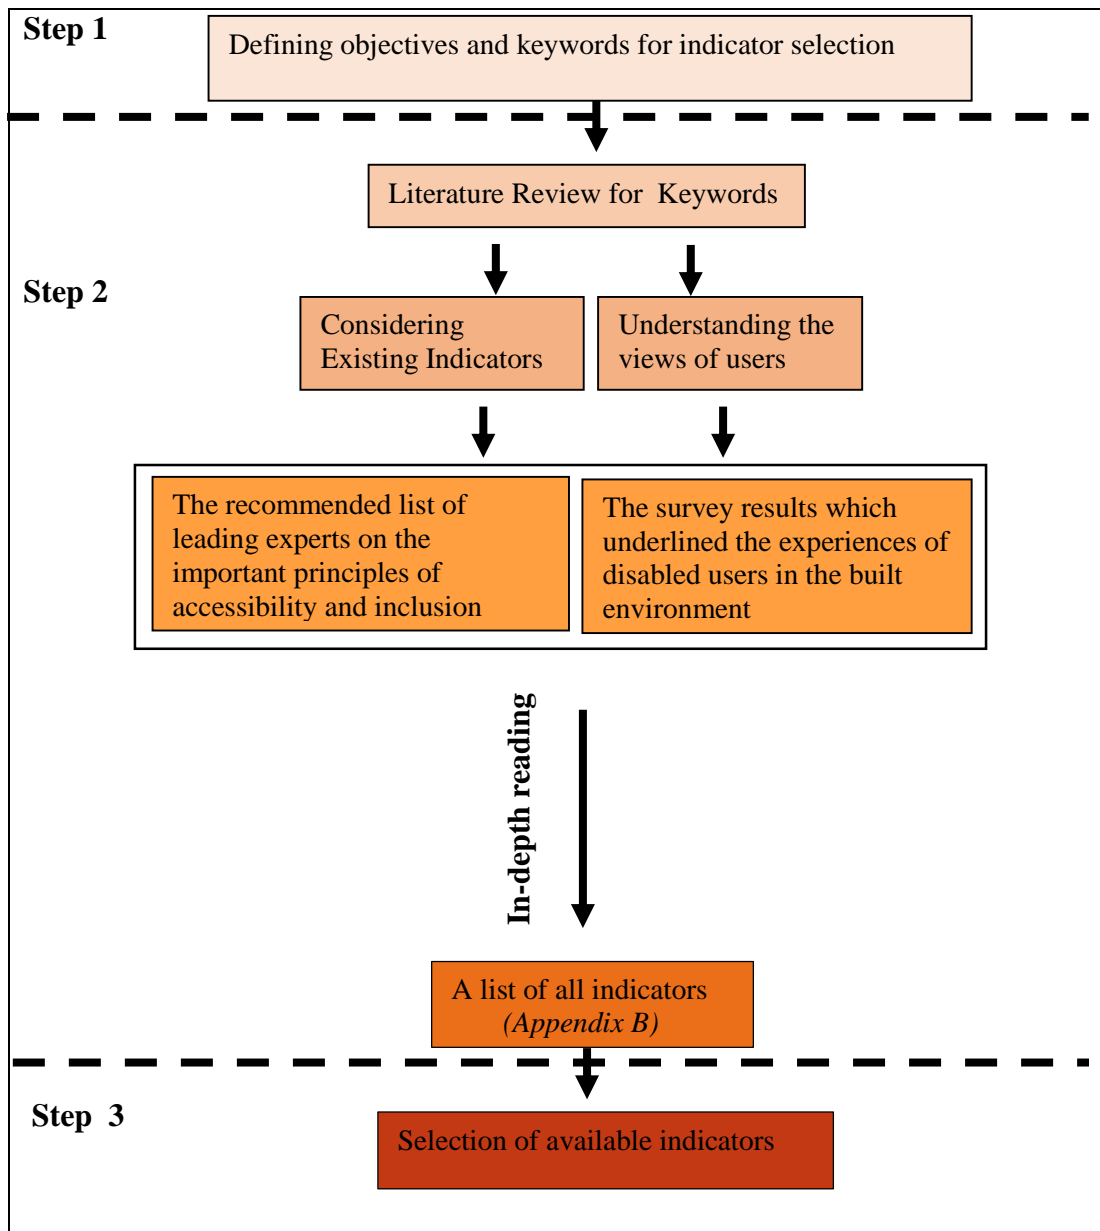 Step 1
Defining objectives and keywords for indicator selection
Literature Review for  Keywords
Step 2
Considering
Existing Indicators
Understanding the
views of users
The recommended list of
leading experts on the
important principles of
accessibility and inclusion
The survey results which
underlined the experiences of
disabled users in the built
environment
In-depth reading
A list of all indicators
(Appendix B)
Step  3
Selection of available indicators